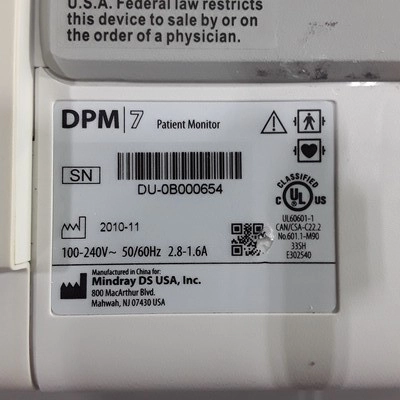 U.S.A. Federal law restricts
this device to sale by or on
the order of a physician.
DPM|7 Patient Monitor
SN
DU-0B000654
2010-11
100-240V~ 50/60Hz 2.8-1.6A
CLASSIFIED
C UL US
UL60601-1
CAN/CSA-C22.2
No.601.1-M90
335H
E302540
Manufactured in China for:
Mindray DS USA, Inc.
800 MacArthur Blvd.
Mahwah, NJ 07430 USA